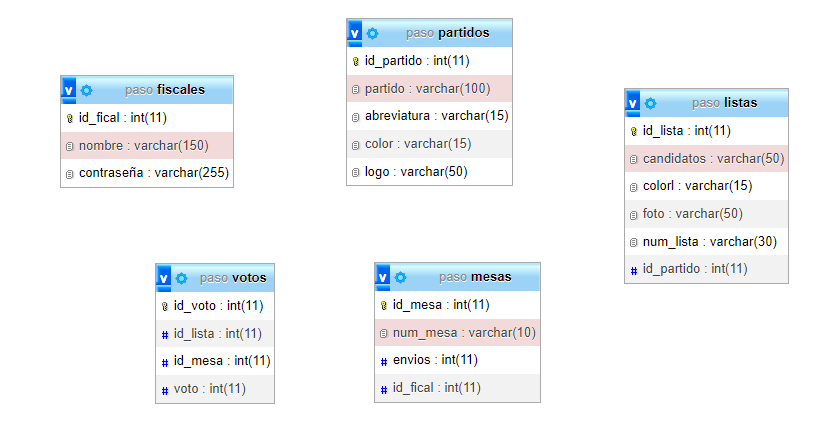 paso partidos
id_partido : int(11)
partido : varchar(100)
abreviatura : varchar(15)
color : varchar(15)
logo : varchar(50)
paso fiscales
id_fical : int(11)
nombre : varchar(150)
contraseña : varchar(255)
paso listas
id_lista : int(11)
candidatos : varchar(50)
colorl : varchar(15)
foto : varchar(50)
num_lista : varchar(30)
id_partido : int(11)
paso votos
id_voto : int(11)
id_lista : int(11)
id_mesa : int(11)
voto : int(11)
paso mesas
id_mesa : int(11)
num_mesa : varchar(10)
envios : int(11)
id_fical : int(11)